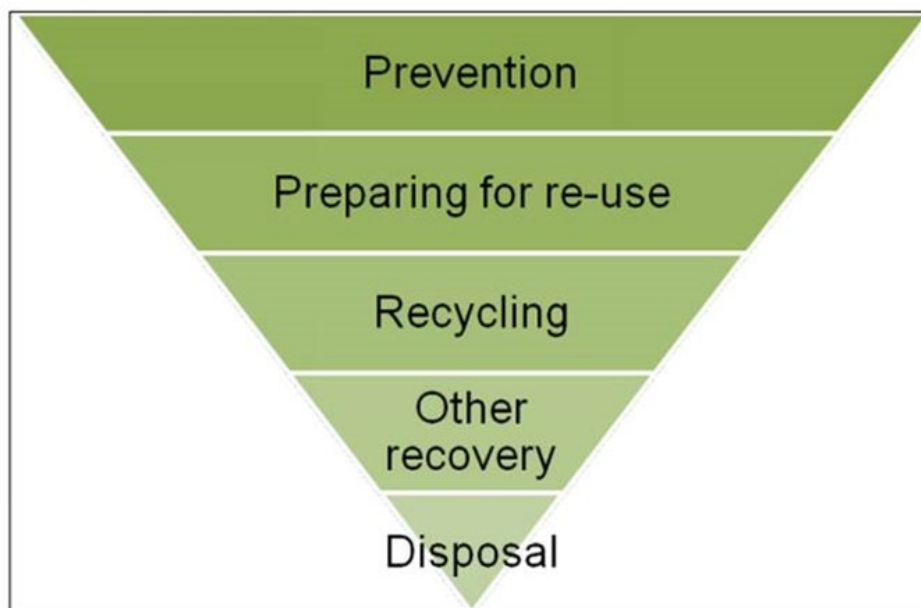 Prevention
Preparing for re-use
Recycling
Other
recovery
Disposal